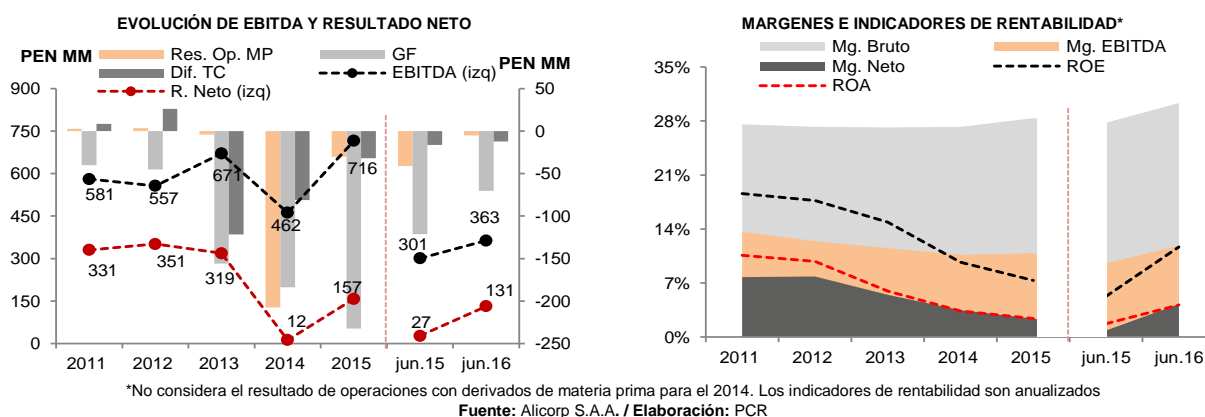 EVOLUCIÓN DE EBITDA Y RESULTADO NETO
PEN MM
Res. Op. MP
GF
PEN MM
Dif. TC
EBITDA (izq)
R. Neto (izq)
900
750
600
450
300
150
0
50
0
-50
-100
-150
-200
-250
581
557
671
462
716
301
363
331
351
319
12
157
27
131
2011
2012
2013
2014
2015
jun.15
jun.16
MARGENES E INDICADORES DE RENTABILIDAD*
Mg. Bruto
Mg. EBITDA
Mg. Neto
ROE
ROA
35%
28%
21%
14%
7%
0%
2011
2012
2013
2014
2015
jun.15
jun.16
*No considera el resultado de operaciones con derivados de materia prima para el 2014. Los indicadores de rentabilidad son anualizados
Fuente: Alicorp S.A.A. / Elaboración: PCR